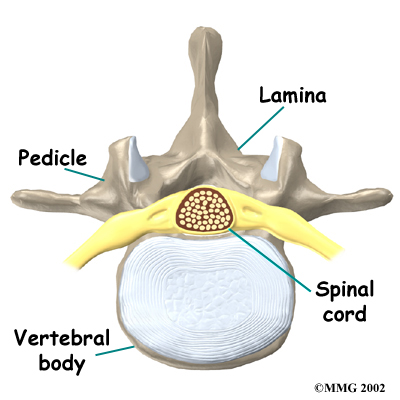 Lamina
Pedicle
Spinal
cord
Vertebral
body
©MMG 2002